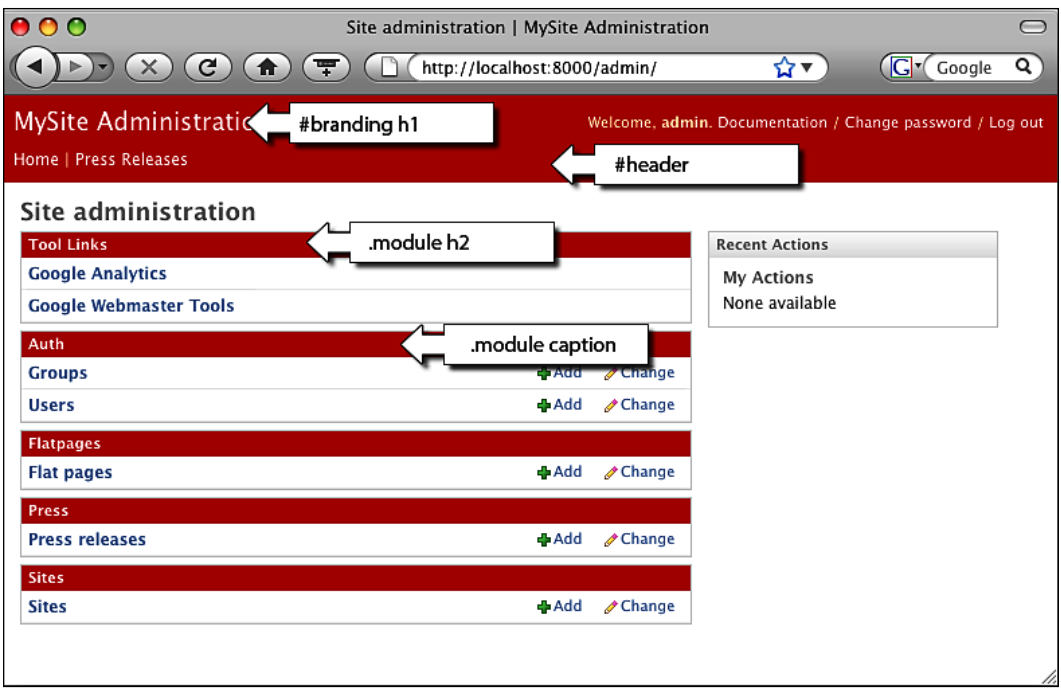 Site administration | MySite Administration
http://localhost:8000/admin/
G Google
MySite Administratio
#branding h1
Welcome, admin. Documentation / Change password / Log out
Home | Press Releases
#header
Site administration
Tool Links
.module h2
Recent Actions
Google Analytics
My Actions
Google Webmaster Tools
None available
Auth
.module caption
Groups Add Change
Users Add Change
Flatpages
Flat pages Add Change
Press
Press releases Add Change
Sites
Sites Add Change